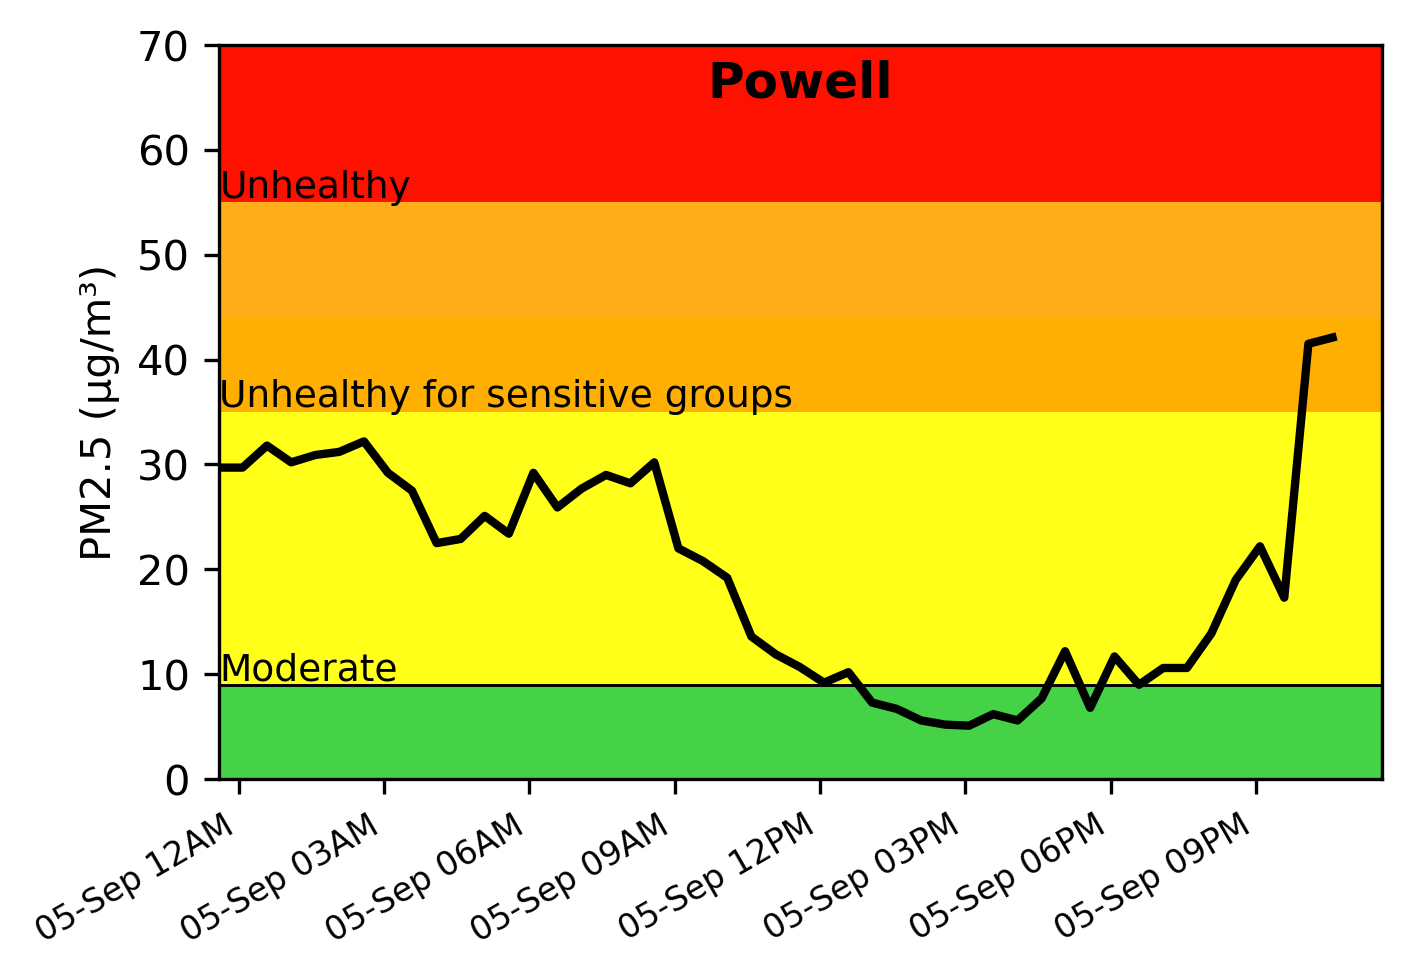 Powell
70
60
50
40
30
20
10
0
PM2.5 (µg/m³)
Unhealthy
Unhealthy for sensitive groups
Moderate
05-Sep 12AM
05-Sep 03AM
05-Sep 06AM
05-Sep 09AM
05-Sep 12PM
05-Sep 03PM
05-Sep 06PM
05-Sep 09PM